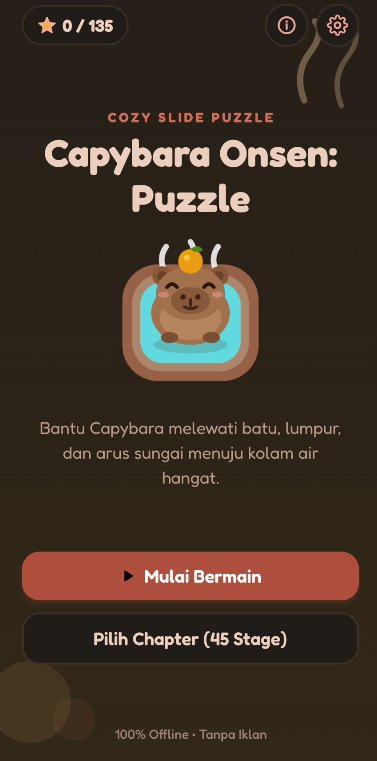 0 / 135
COZY SLIDE PUZZLE
Capybara Onsen:
Puzzle
Bantu Capybara melewati batu, lumpur,
dan arus sungai menuju kolam air
hangat.
Mulai Bermain
Pilih Chapter (45 Stage)
100% Offline • Tanpa Iklan